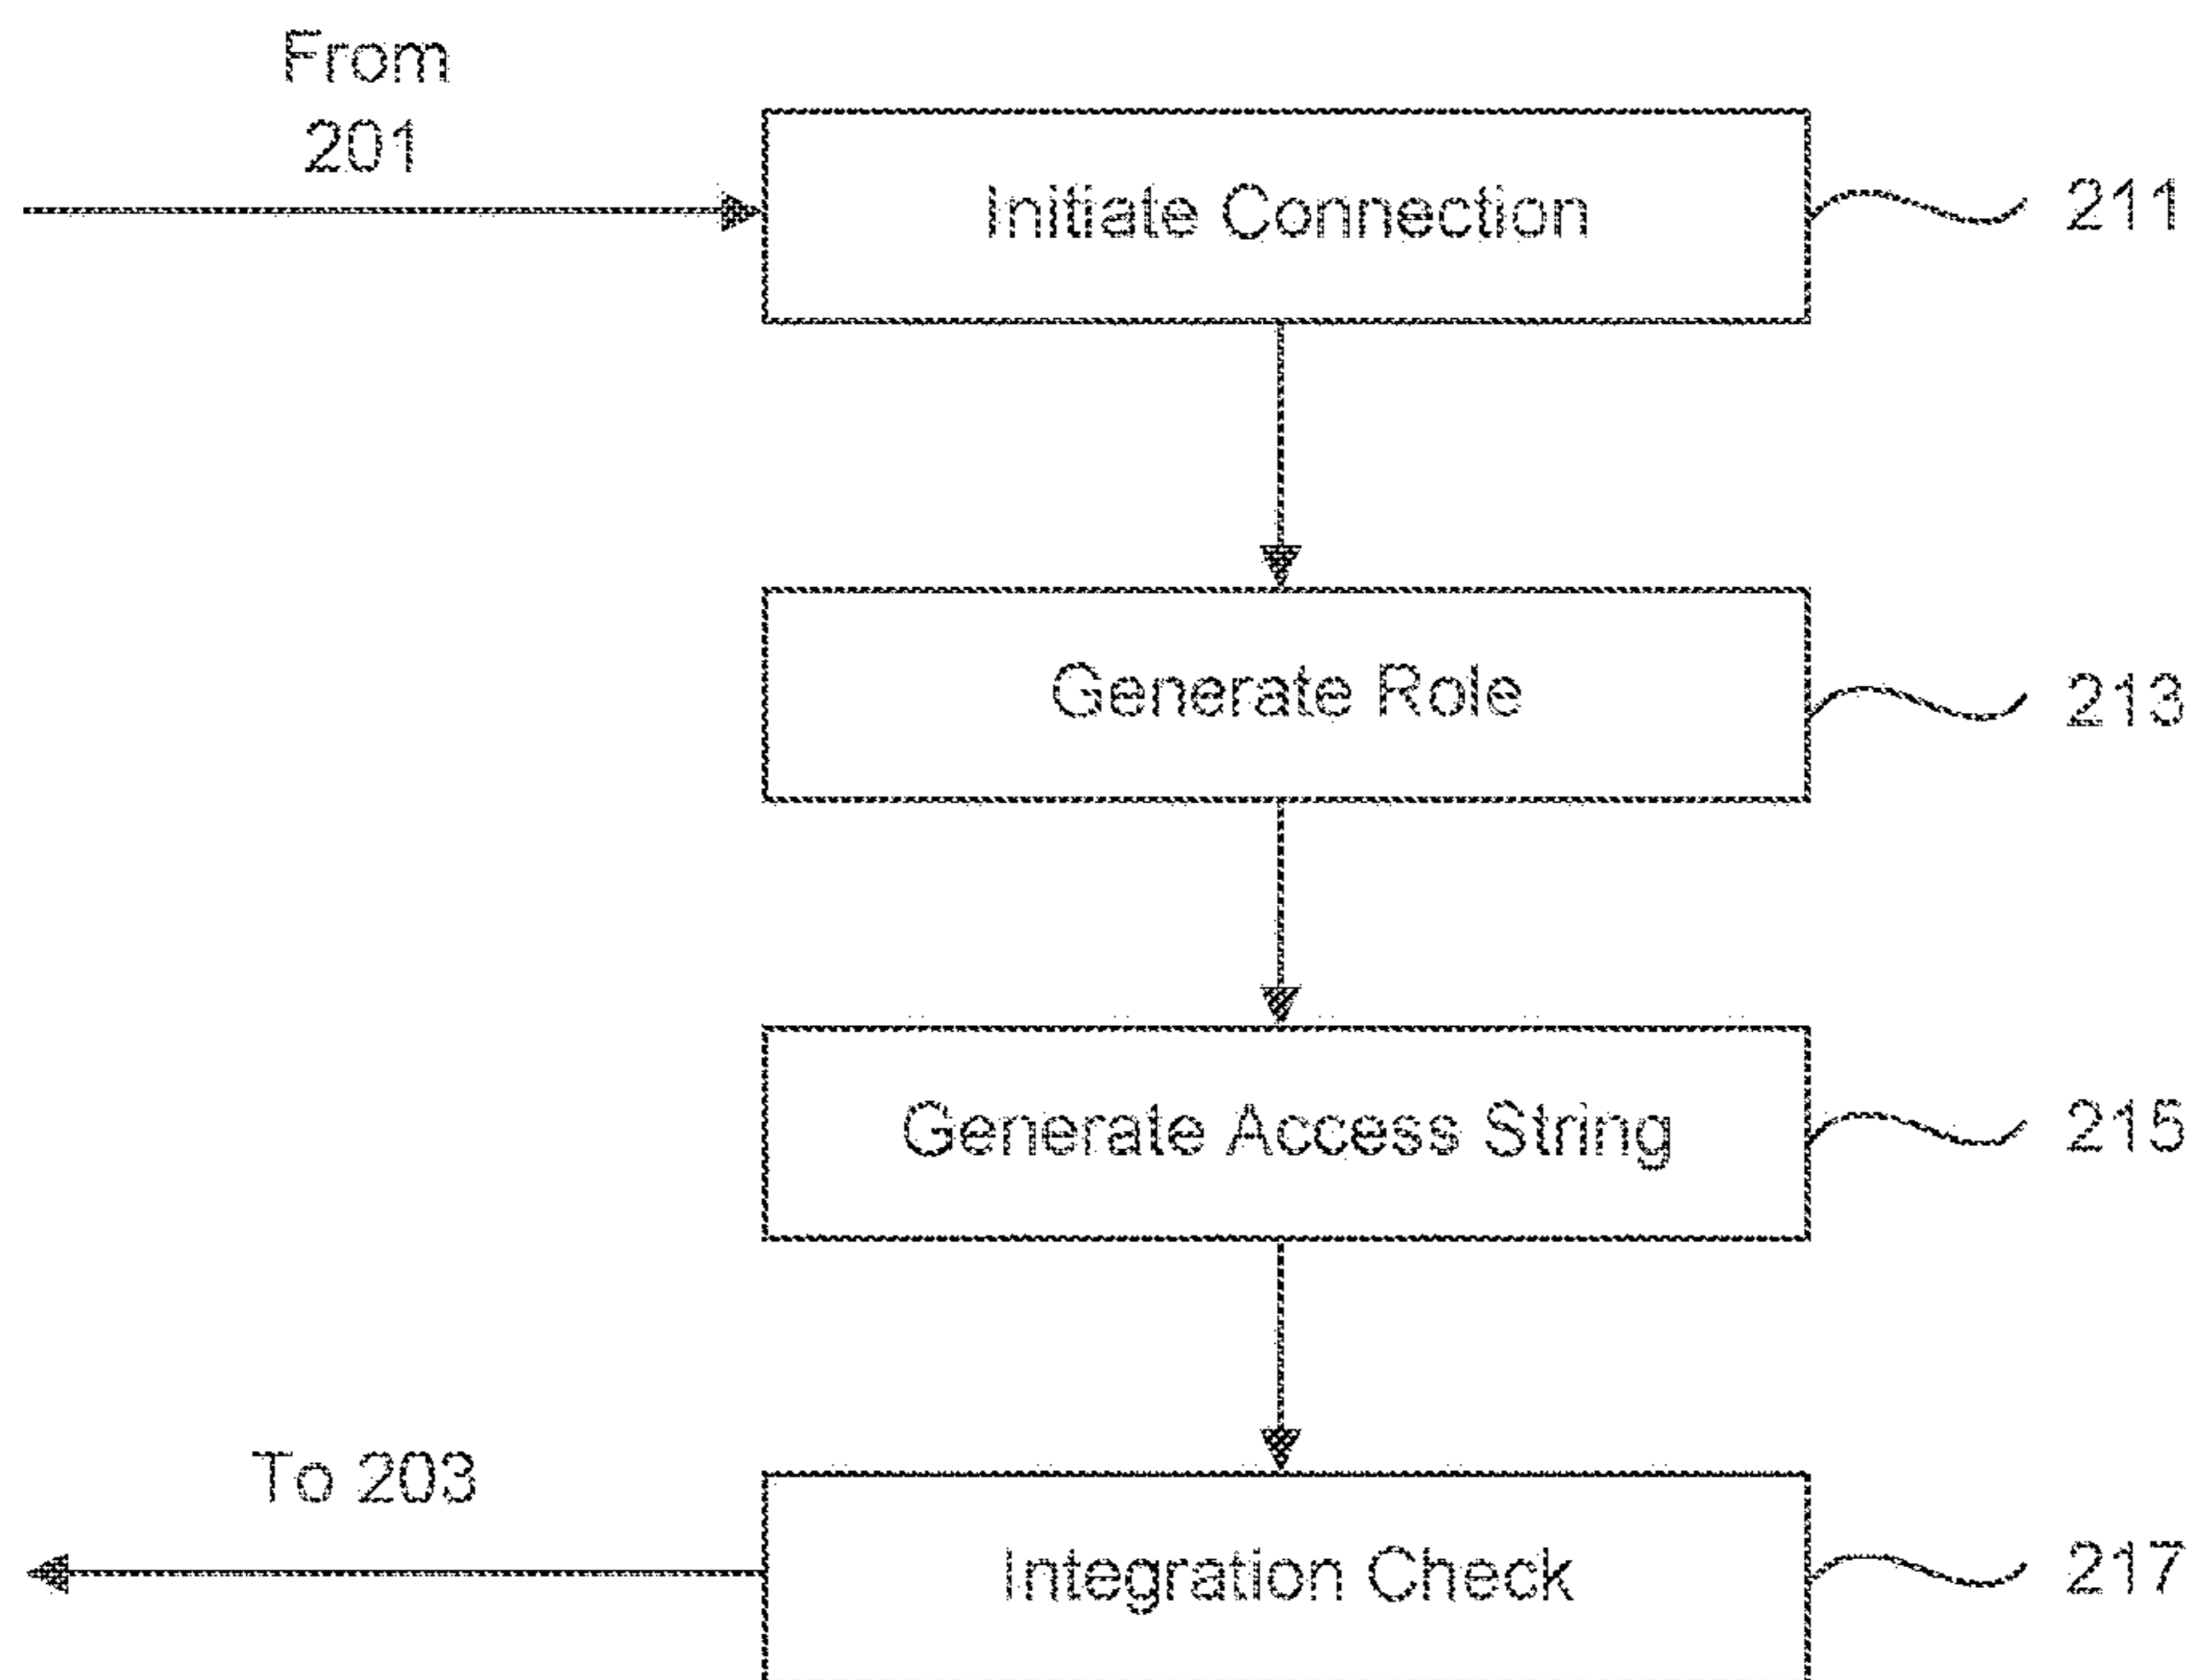 From
201
Initiate Connection
211
Generate Role
213
Generate Access String
215
To 203
Integration Check
217